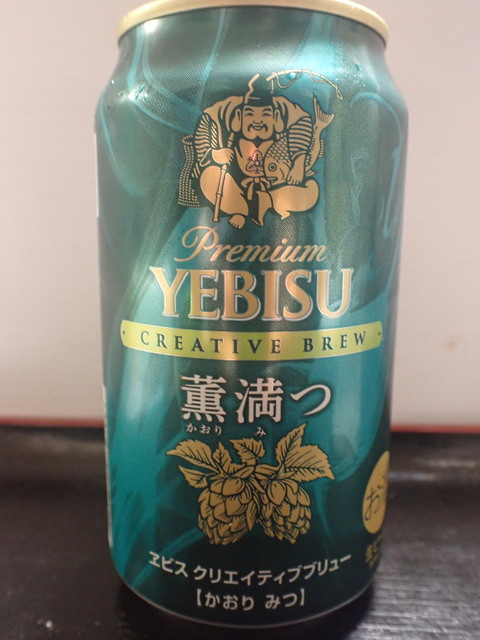 Premium
YEBISU
CREATIVE BREW
薫満つ
かおり み
ヱビス クリエイティブブリュー
【かおり みつ】
お